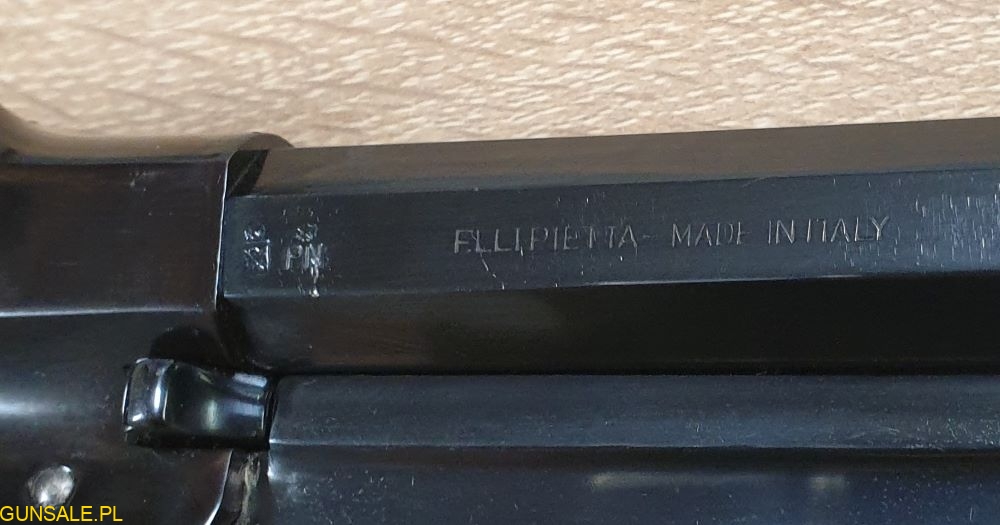 PN
F.LLI.PIETTA - MADE IN ITALY
GUNSALE.PL